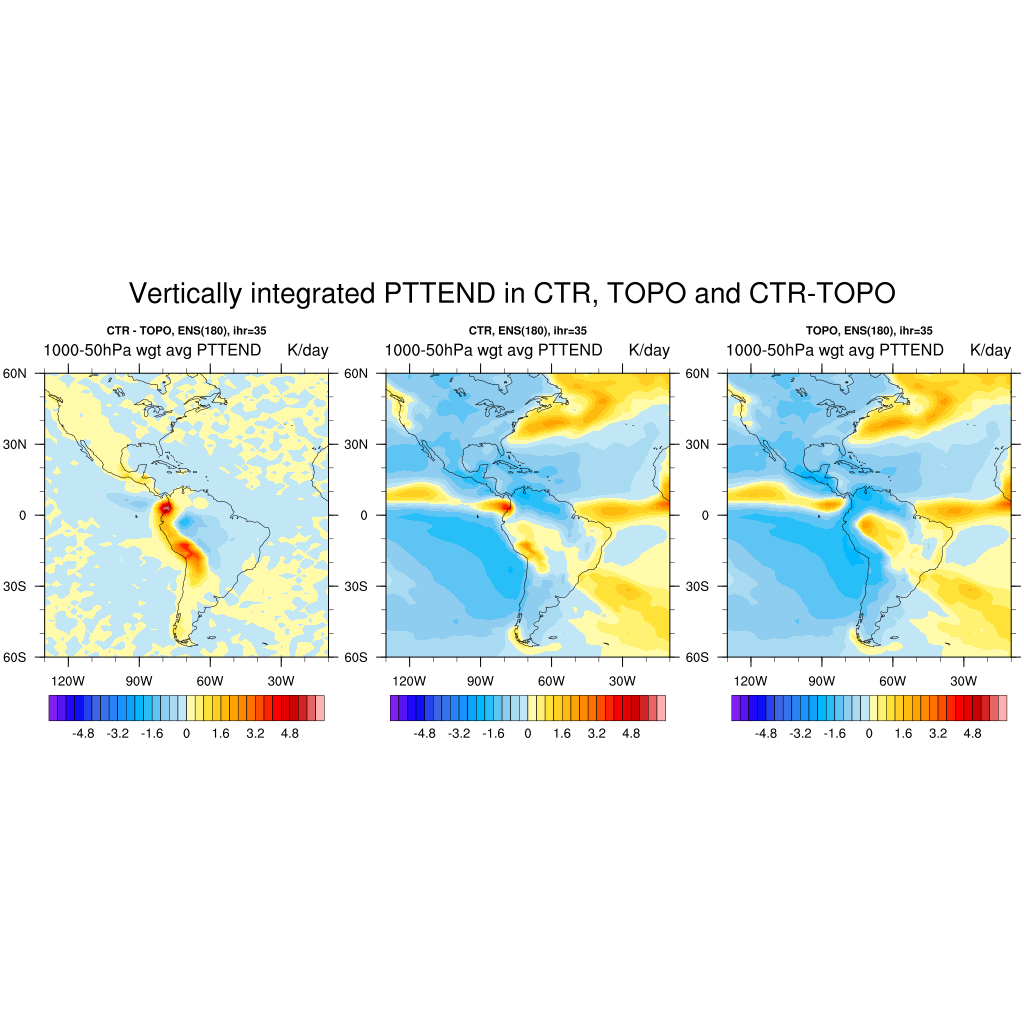 Vertically integrated PTTEND in CTR, TOPO and CTR-TOPO
CTR - TOPO, ENS(180), ihr=35
1000-50hPa wgt avg PTTEND K/day
60N
30N
0
30S
60S
120W 90W 60W 30W
-4.8 -3.2 -1.6 0 1.6 3.2 4.8
CTR, ENS(180), ihr=35
1000-50hPa wgt avg PTTEND K/day
60N
30N
0
30S
60S
120W 90W 60W 30W
-4.8 -3.2 -1.6 0 1.6 3.2 4.8
TOPO, ENS(180), ihr=35
1000-50hPa wgt avg PTTEND K/day
60N
30N
0
30S
60S
120W 90W 60W 30W
-4.8 -3.2 -1.6 0 1.6 3.2 4.8